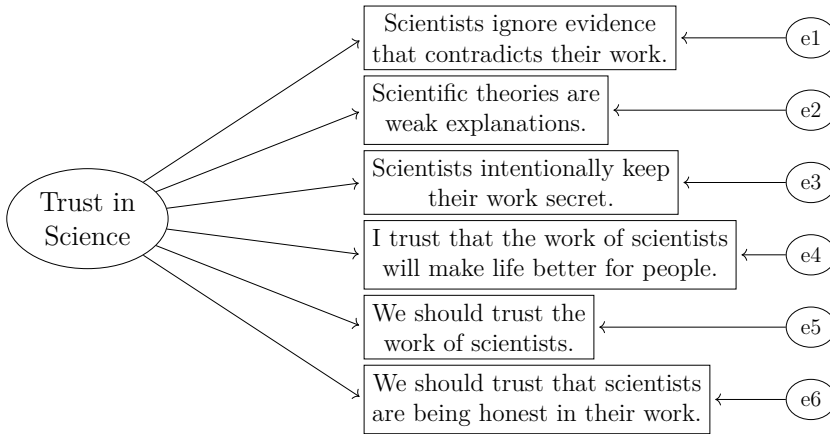 Trust in
Science
Scientists ignore evidence
that contradicts their work.
e1
Scientific theories are
weak explanations.
e2
Scientists intentionally keep
their work secret.
e3
I trust that the work of scientists
will make life better for people.
e4
We should trust the
work of scientists.
e5
We should trust that scientists
are being honest in their work.
e6